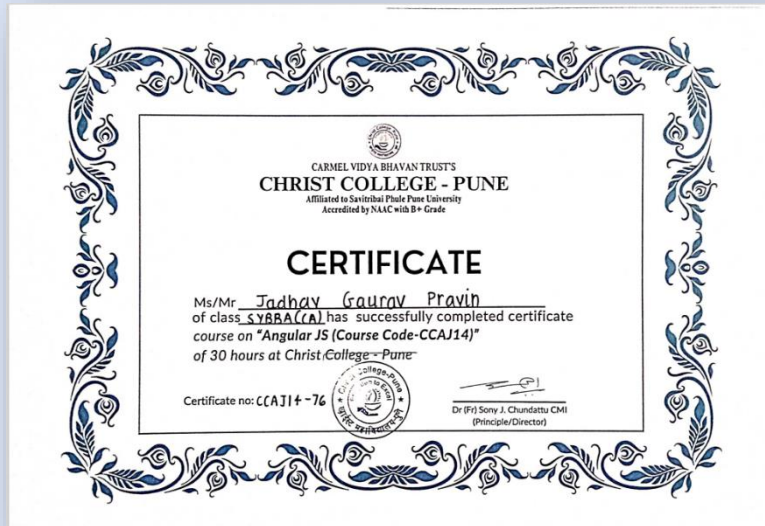 CARMEL VIDYA BHAVAN TRUST'S
CHRIST COLLEGE - PUNE
Affiliated to Savitribai Phule Pune University
Accredited by NAAC with B+ Grade
CERTIFICATE
Ms/Mr Jadhav Gaurav Pravin
of class SYBBA(CA) has successfully completed certificate
course on "Angular JS (Course Code-CCAJ14)"
of 30 hours at Christ College - Pune
Certificate no: CCAJ14-76
Dr (Fr) Sony J. Chundattu CMI
(Principle/Director)